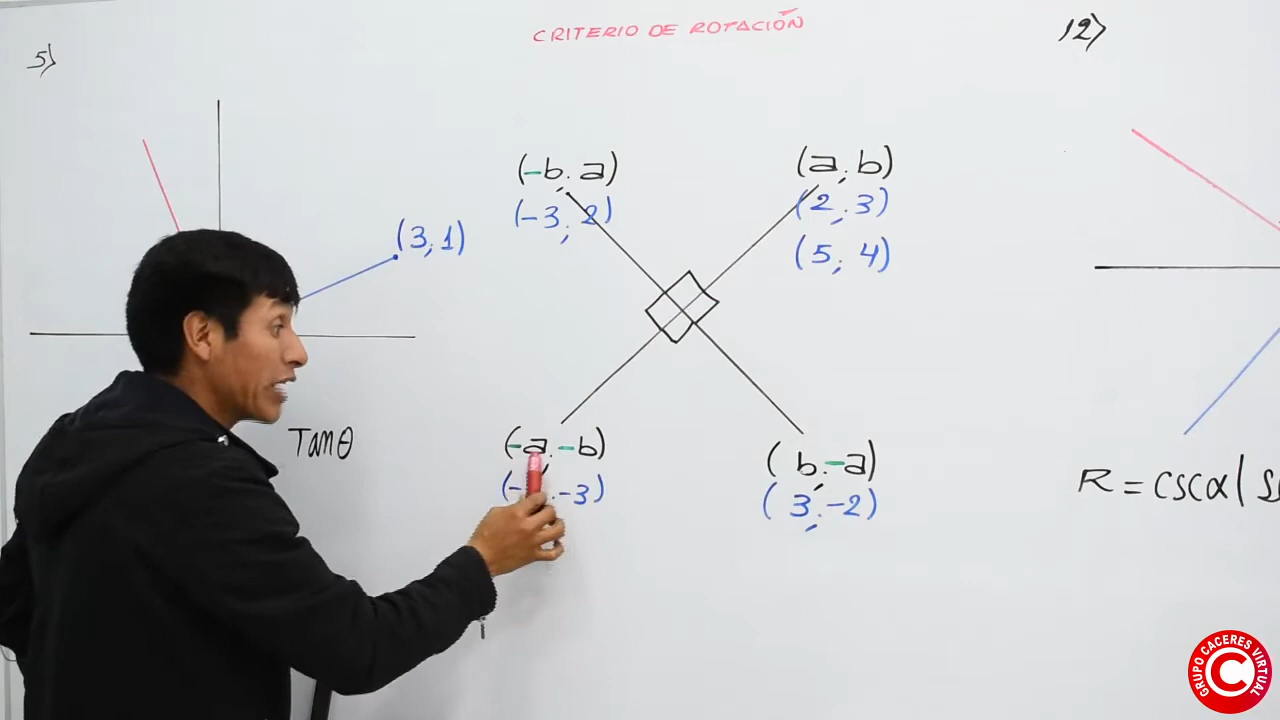 CRITERIO DE ROTACIÓN
5)
12)
(-b; a)
(-3; 2)
(a; b)
(2; 3)
(5; 4)
(3; 1)
Tanθ
(-a; -b)
-3)
(b; -a)
(3; -2)
R = cscα(
GRUPO CACERES VIRTUAL
C